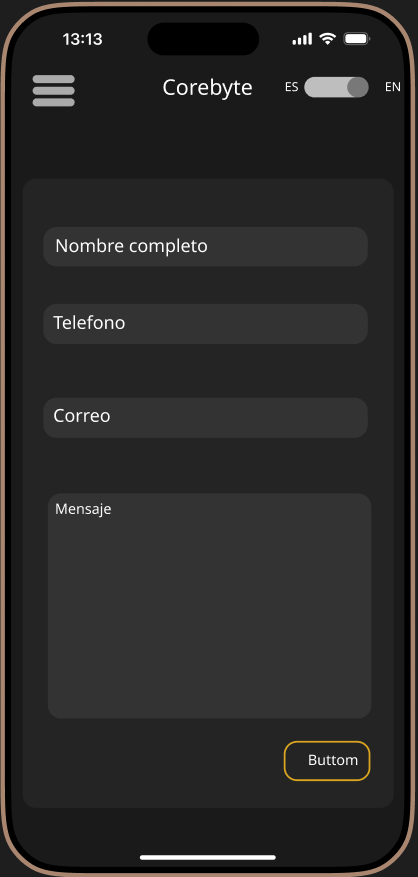 13:13
Corebyte
ES
EN
Nombre completo
Telefono
Correo
Mensaje
Buttom